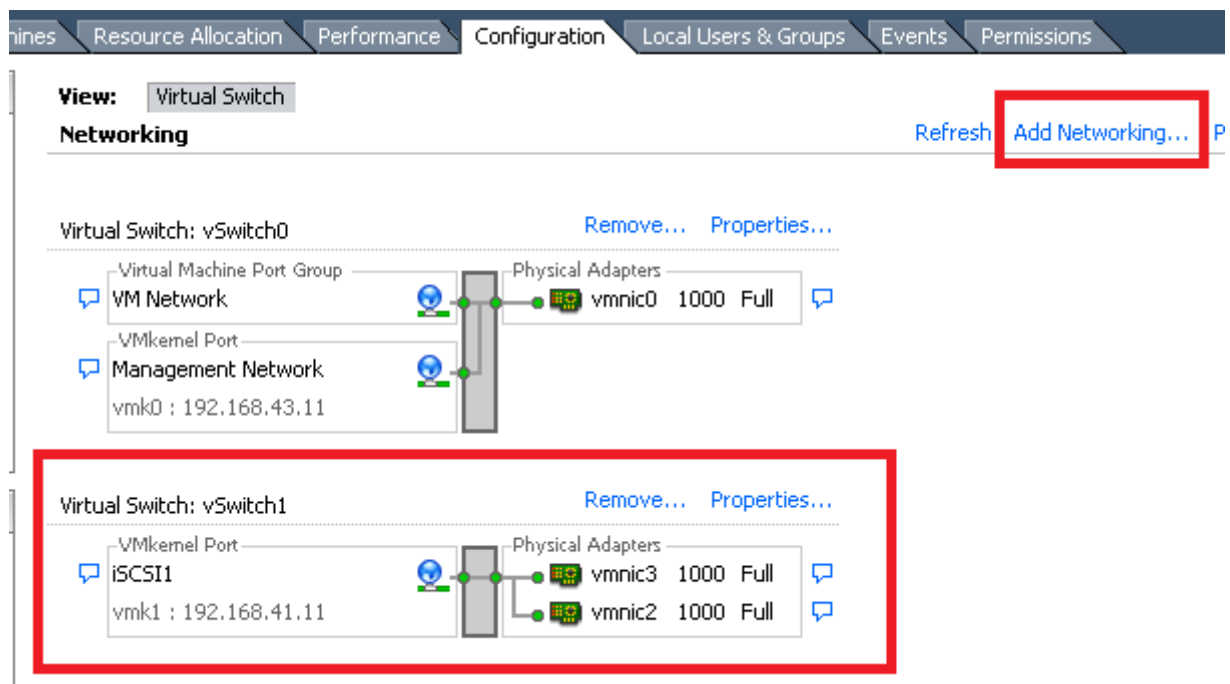 nines Resource Allocation Performance Configuration Local Users & Groups Events Permissions
View: Virtual Switch
Networking Refresh Add Networking... P
Virtual Switch: vSwitch0 Remove... Properties...
Virtual Machine Port Group Physical Adapters
VM Network vmnic0 1000 Full
VMkernel Port
Management Network
vmk0 : 192.168.43.11
Virtual Switch: vSwitch1 Remove... Properties...
VMkernel Port Physical Adapters
iSCSI1 vmnic3 1000 Full
vmk1 : 192.168.41.11 vmnic2 1000 Full